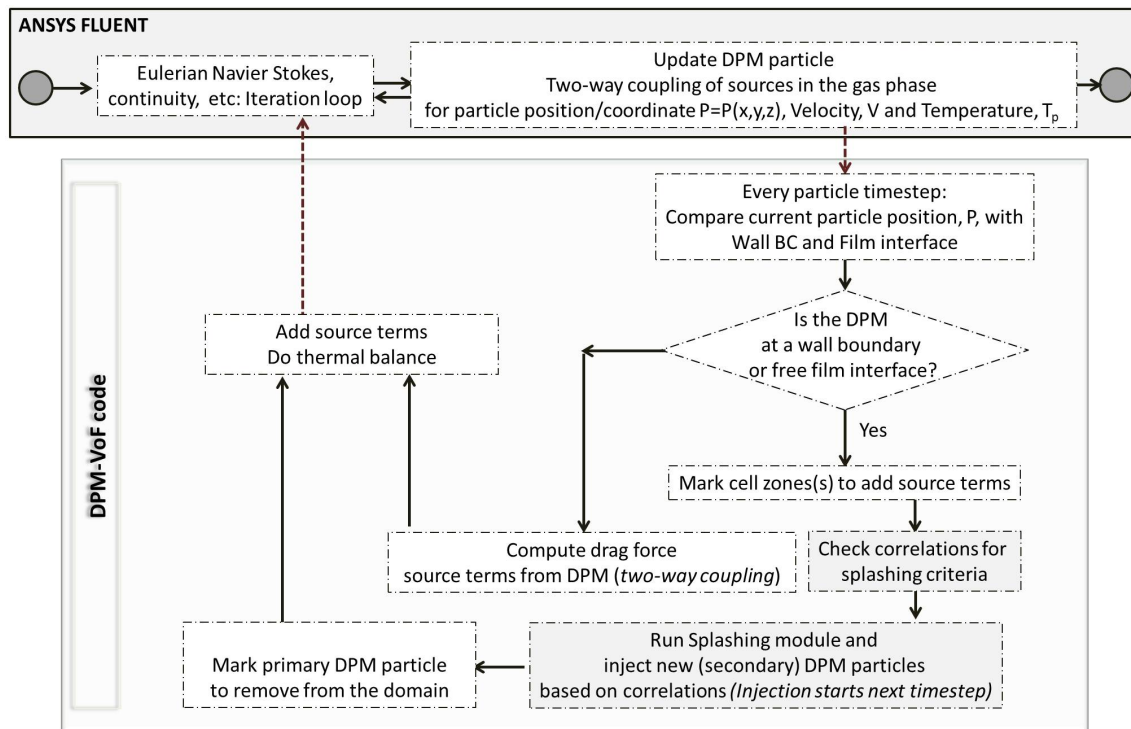 ANSYS FLUENT
Eulerian Navier Stokes,
continuity, etc: Iteration loop
Update DPM particle
Two-way coupling of sources in the gas phase
for particle position/coordinate P=P(x,y,z), Velocity, V and Temperature, Tp
DPM-VoF code
Every particle timestep:
Compare current particle position, P, with
Wall BC and Film interface
Is the DPM
at a wall boundary
or free film interface?
Yes
Add source terms
Do thermal balance
Mark cell zones(s) to add source terms
Compute drag force
source terms from DPM (two-way coupling)
Check correlations for
splashing criteria
Run Splashing module and
inject new (secondary) DPM particles
based on correlations (Injection starts next timestep)
Mark primary DPM particle
to remove from the domain